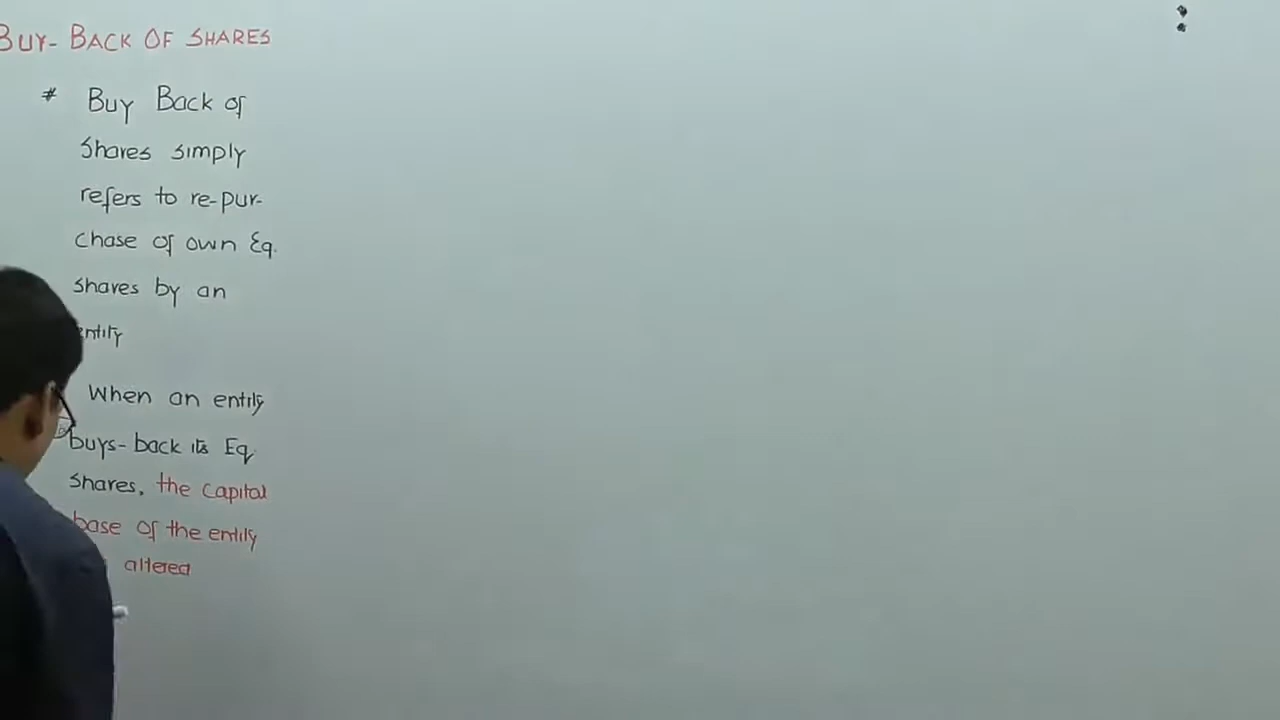 BUY- BACK OF SHARES
# Buy Back of
Shares simply
refers to re-pur-
chase of own Eq.
shares by an
entity
When an entity
buys-back its Eq
shares, the capital
base of the entity
altered